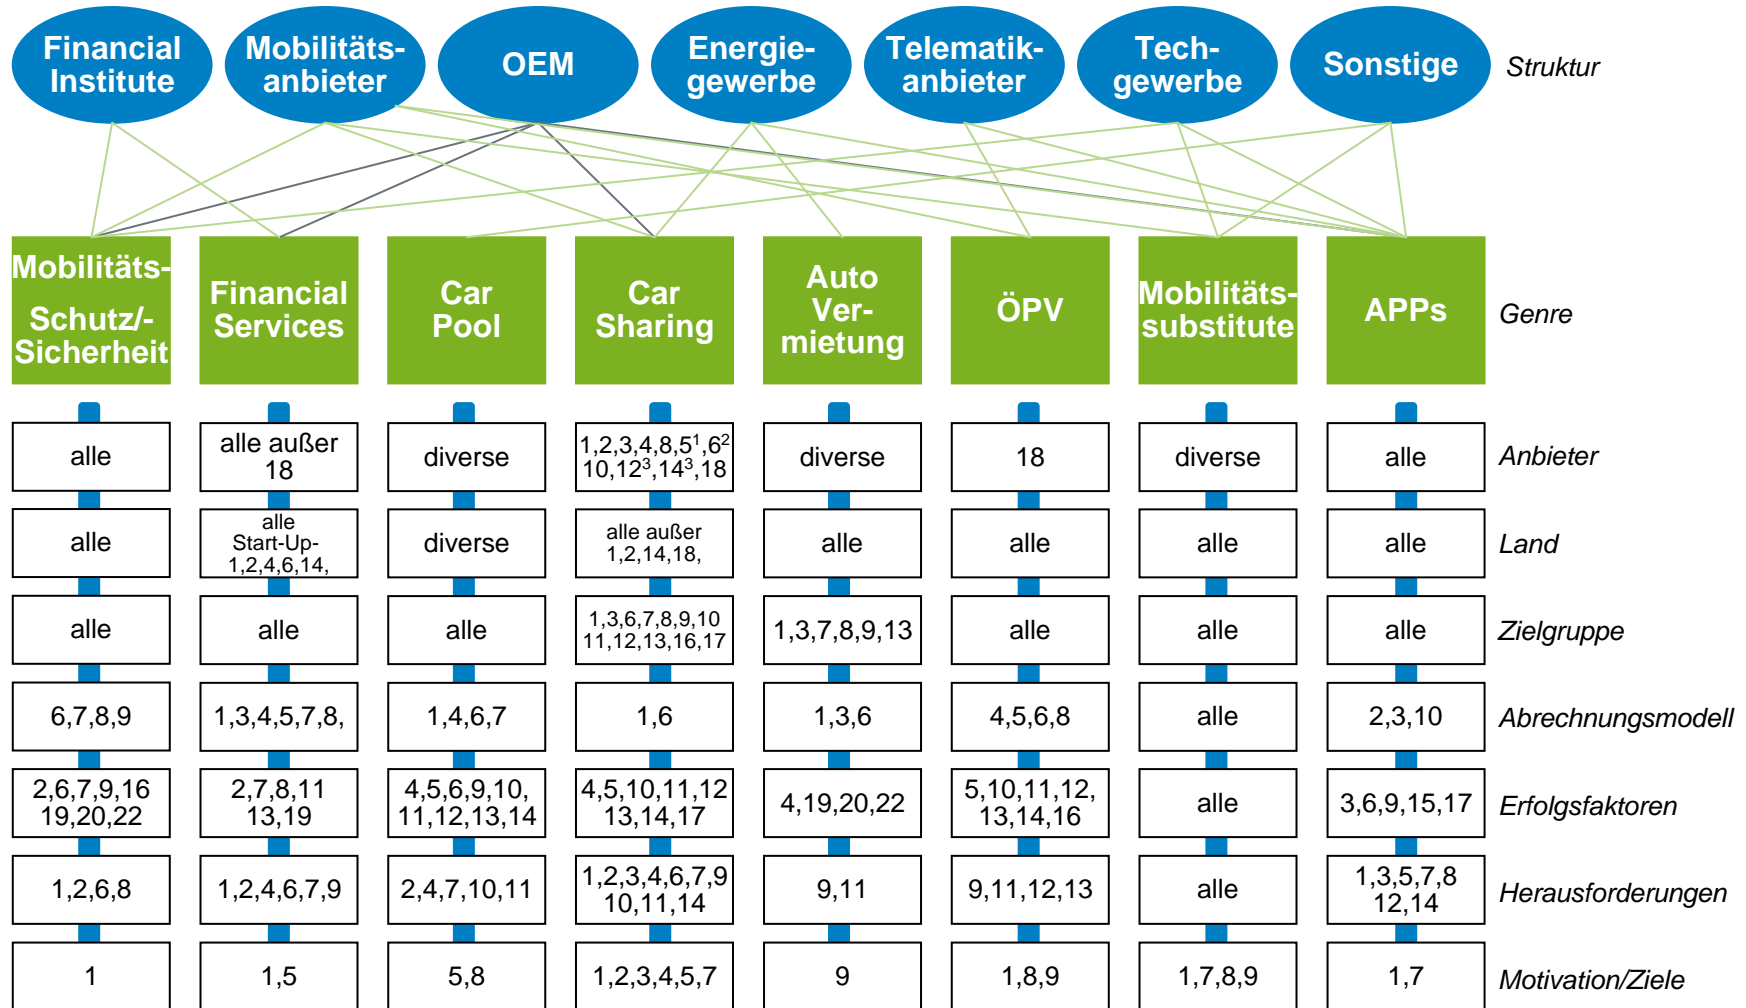 Financial
Institute
Mobilitäts-
anbieter
OEM
Energie-
gewerbe
Telematik-
anbieter
Tech-
gewerbe
Sonstige
Struktur
Mobilitäts-
Schutz/-
Sicherheit
Financial
Services
Car
Pool
Car
Sharing
Auto
Ver-
mietung
ÖPV
Mobilitäts-
substitute
APPs
Genre
alle
alle außer
18
diverse
1,2,3,4,8,5¹,6²
10,12³,14³,18
diverse
18
diverse
alle
Anbieter
alle
alle
Start-Up-
1,2,4,6,14,
diverse
alle außer
1,2,14,18,
alle
alle
alle
alle
Land
alle
alle
alle
1,3,6,7,8,9,10
11,12,13,16,17
1,3,7,8,9,13
alle
alle
alle
Zielgruppe
6,7,8,9
1,3,4,5,7,8,
1,4,6,7
1,6
1,3,6
4,5,6,8
alle
2,3,10
Abrechnungsmodell
2,6,7,9,16
19,20,22
2,7,8,11
13,19
4,5,6,9,10,
11,12,13,14
4,5,10,11,12
13,14,17
4,19,20,22
5,10,11,12,
13,14,16
alle
3,6,9,15,17
Erfolgsfaktoren
1,2,6,8
1,2,4,6,7,9
2,4,7,10,11
1,2,3,4,6,7,9
10,11,14
9,11
9,11,12,13
alle
1,3,5,7,8
12,14
Herausforderungen
1
1,5
5,8
1,2,3,4,5,7
9
1,8,9
1,7,8,9
1,7
Motivation/Ziele